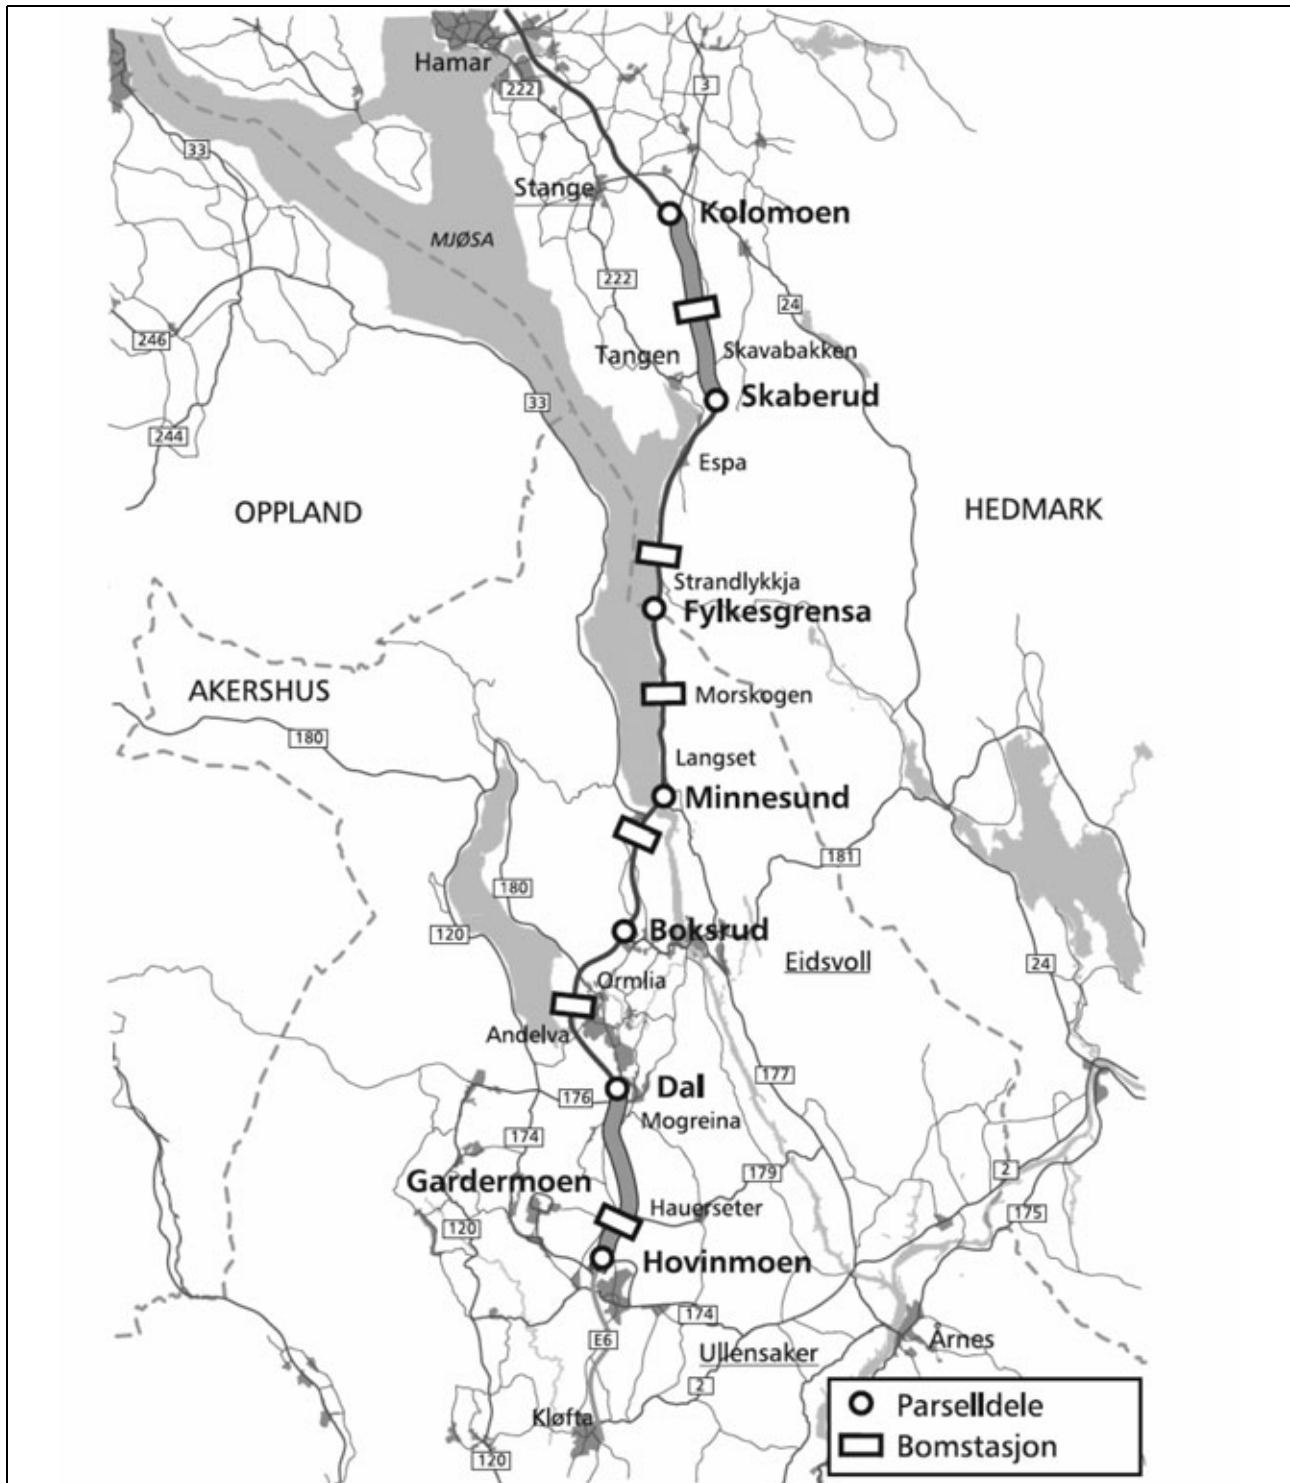 Hamar
222
3
33
Stange
Kolomoen
MJØSA
222
24
246
Tangen
Skavabakken
Skaberud
33
244
Espa
OPPLAND
HEDMARK
Strandlykkja
Fylkesgrensa
AKERSHUS
Morskogen
180
Langset
Minnesund
181
180
120
Boksrud
Eidsvoll
24
Ormlia
Andelva
177
Dal
176
Mogreina
174
179
2
Gardermoen
Hauerseter
175
120
Hovinmoen
174
E6
Årnes
Ullensaker
2
Parselldele
Kløfta
Bomstasjon
120